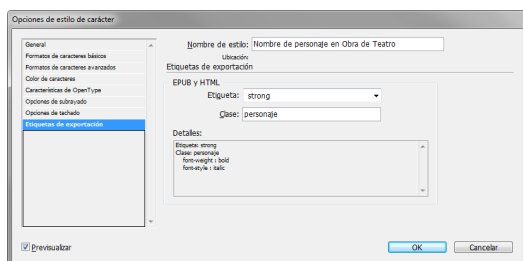 Opciones de estilo de carácter
General
Formatos de caracteres básicos
Formatos de caracteres avanzados
Color de caracteres
Características de OpenType
Opciones de subrayado
Opciones de tachado
Etiquetas de exportación
Nombre de estilo: Nombre de personaje en Obra de Teatro
Ubicación:
Etiquetas de exportación
EPUB y HTML
Etiqueta: strong
Clase: personaje
Detalles:
Etiqueta: strong
Clase: personaje
font-weight : bold
font-style : italic
Previsualizar
OK
Cancelar